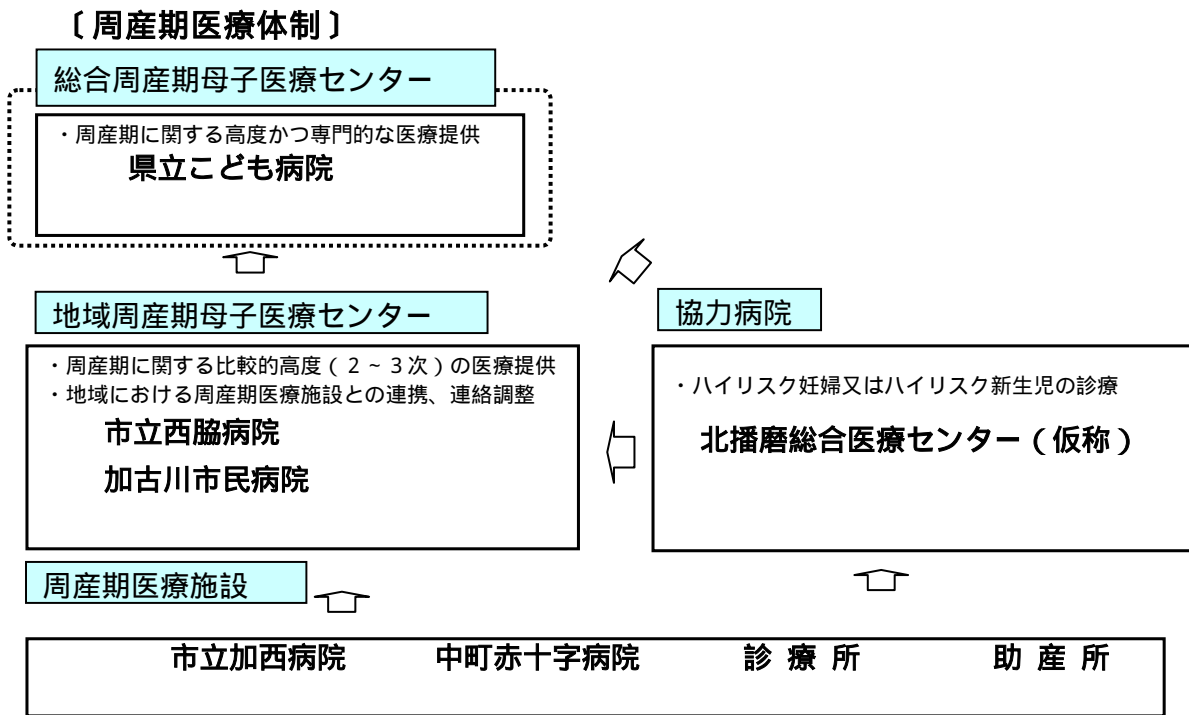 〔周産期医療体制〕
総合周産期母子医療センター
・周産期に関する高度かつ専門的な医療提供
県立こども病院
地域周産期母子医療センター
・周産期に関する比較的高度（２～３次）の医療提供
・地域における周産期医療施設との連携、連絡調整
市立西脇病院
加古川市民病院
協力病院
・ハイリスク妊婦又はハイリスク新生児の診療
北播磨総合医療センター（仮称）
周産期医療施設
市立加西病院 中町赤十字病院 診療所 助産所